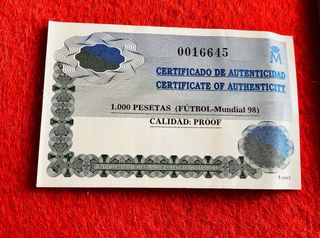 0016645
M
CERTIFICADO DE AUTENTICIDAD
CERTIFICATE OF AUTHENTICITY
1.000 PESETAS (FÚTBOL-Mundial 98)
CALIDAD: PROOF